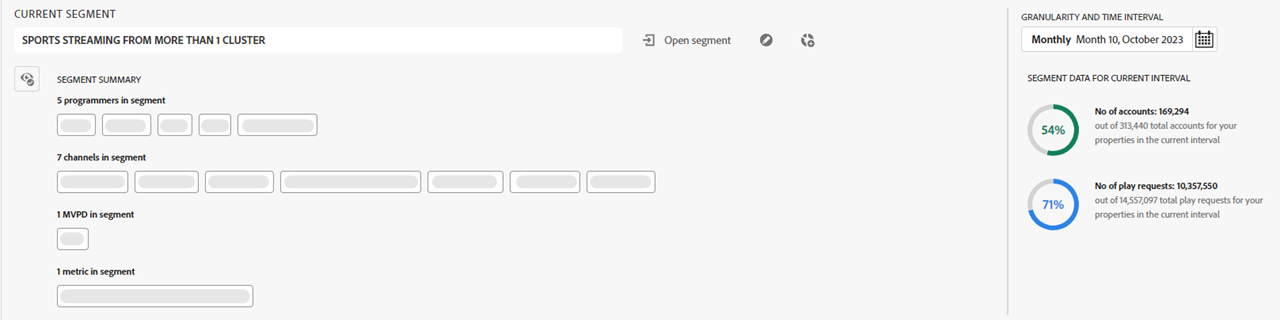 CURRENT SEGMENT
SPORTS STREAMING FROM MORE THAN 1 CLUSTER
Open segment
SEGMENT SUMMARY
5 programmers in segment
7 channels in segment
1 MVPD in segment
1 metric in segment
GRANULARITY AND TIME INTERVAL
Monthly Month 10, October 2023
SEGMENT DATA FOR CURRENT INTERVAL
54%
No of accounts: 169,294
out of 313,440 total accounts for your
properties in the current interval
71%
No of play requests: 10,357,550
out of 14,557,097 total play requests for your
properties in the current interval